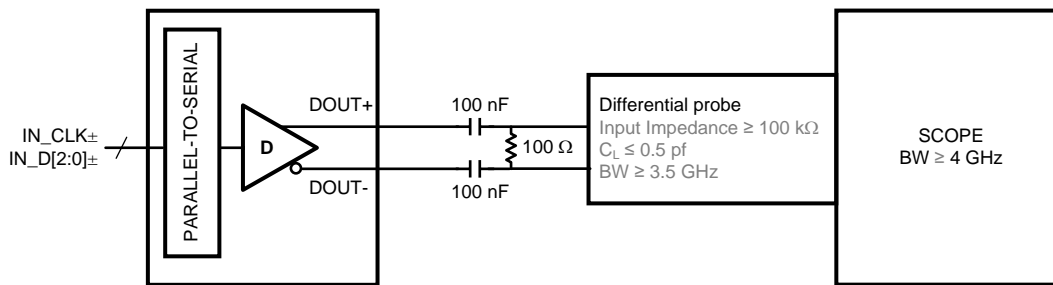 IN_CLK±
IN_D[2:0]±
PARALLEL-TO-SERIAL
D
DOUT+
DOUT-
100 nF
100 Ω
100 nF
Differential probe
Input Impedance ≥ 100 kΩ
CL ≤ 0.5 pf
BW ≥ 3.5 GHz
SCOPE
BW ≥ 4 GHz